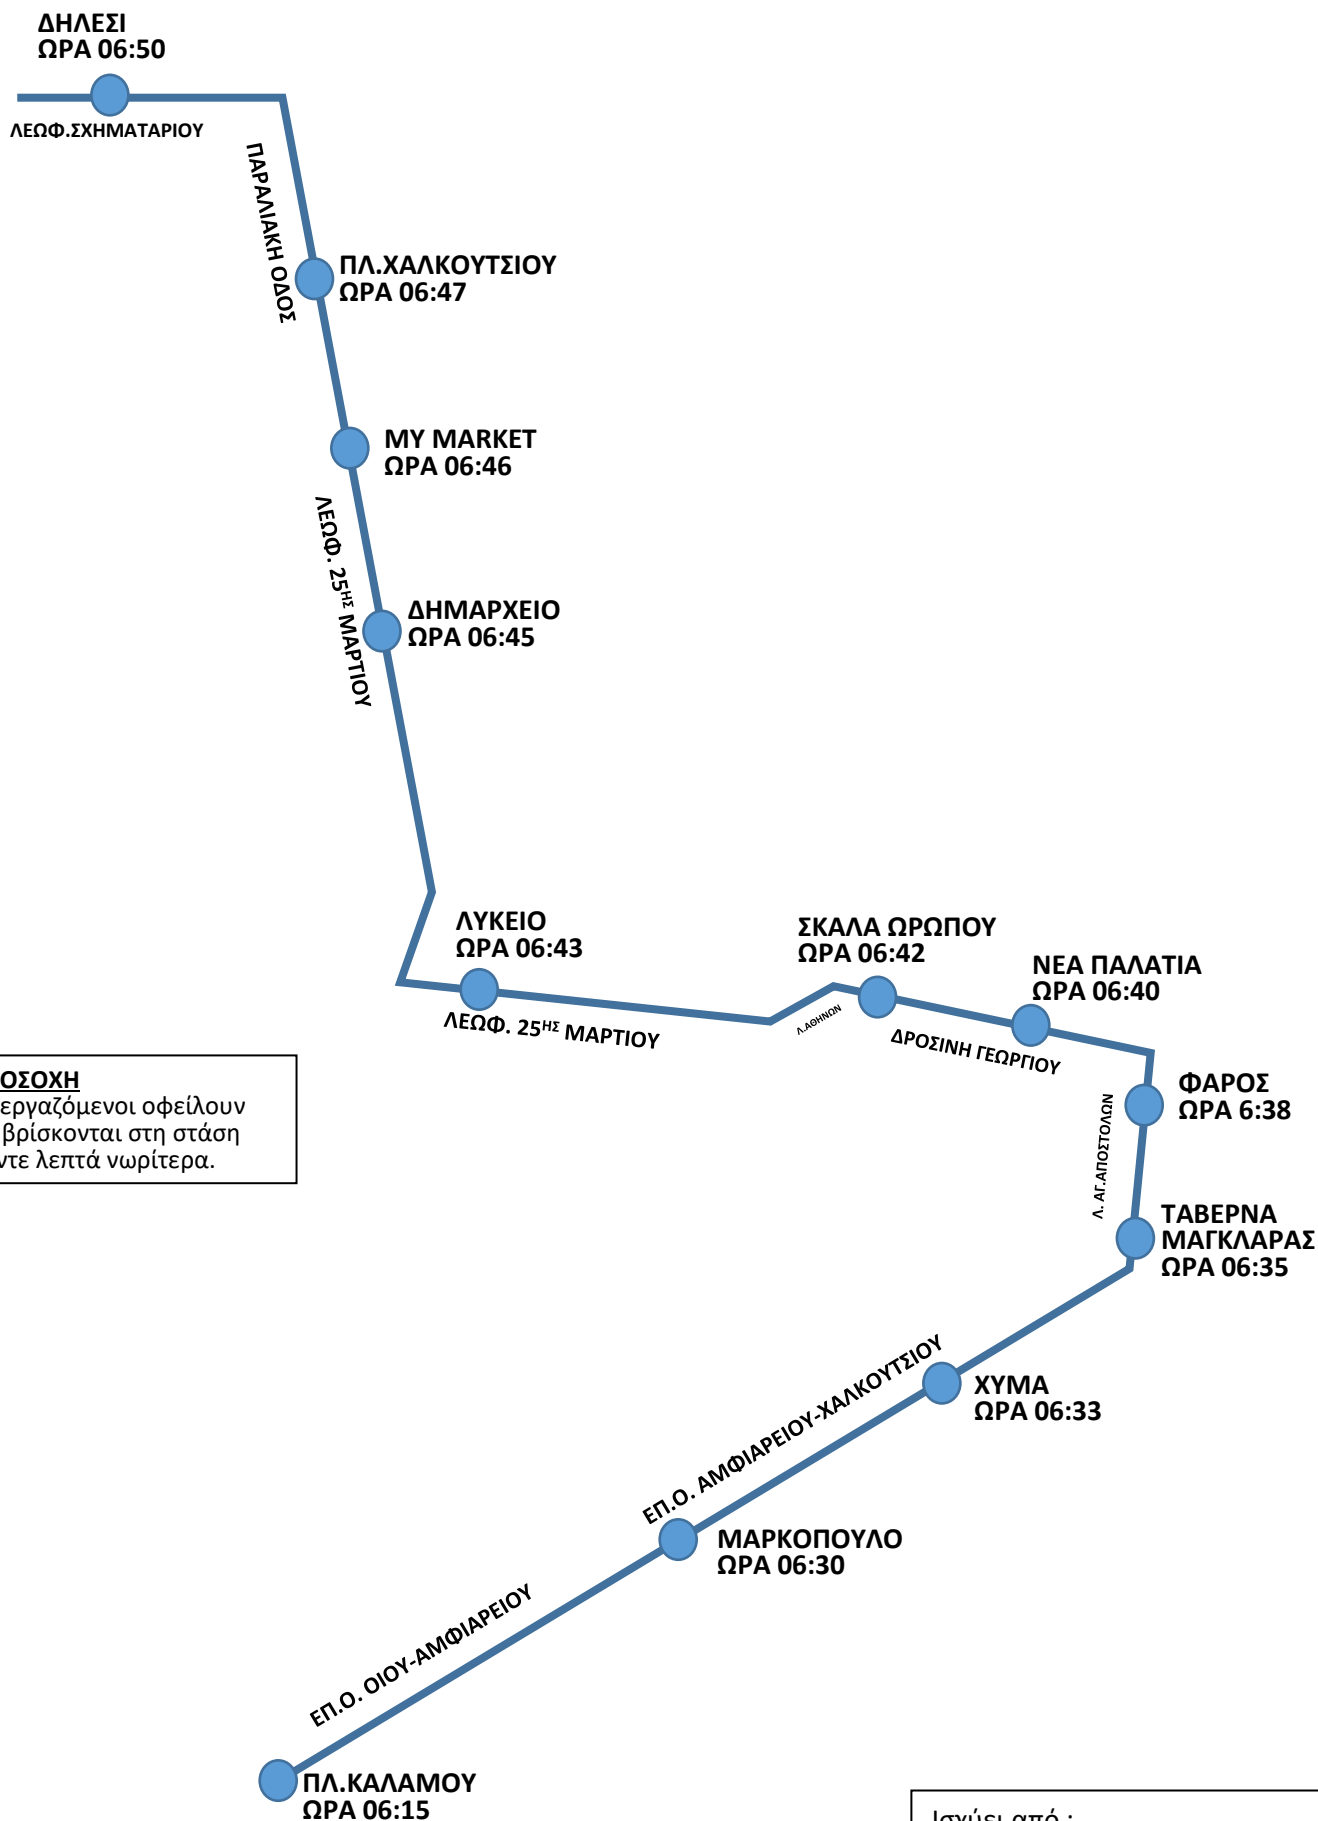 ΔΗΛΕΣΙ
ΩΡΑ 06:50
ΛΕΩΦ.ΣΧΗΜΑΤΑΡΙΟΥ
ΠΑΡΑΛΙΑΚΗ ΟΔΟΣ
ΠΛ.ΧΑΛΚΟΥΤΣΙΟΥ
ΩΡΑ 06:47
MY MARKET
ΩΡΑ 06:46
ΛΕΩΦ. 25ΗΣ ΜΑΡΤΙΟΥ
ΔΗΜΑΡΧΕΙΟ
ΩΡΑ 06:45
ΛΥΚΕΙΟ
ΩΡΑ 06:43
ΛΕΩΦ. 25ΗΣ ΜΑΡΤΙΟΥ
ΣΚΑΛΑ ΩΡΩΠΟΥ
ΩΡΑ 06:42
Λ.ΑΘΗΝΩΝ
ΝΕΑ ΠΑΛΑΤΙΑ
ΩΡΑ 06:40
ΔΡΟΣΙΝΗ ΓΕΩΡΓΙΟΥ
ΟΣΟΧΗ
εργαζόμενοι οφείλουν
βρίσκονται στη στάση
ντε λεπτά νωρίτερα.
ΦΑΡΟΣ
ΩΡΑ 6:38
Λ. ΑΓ.ΑΠΟΣΤΟΛΩΝ
ΤΑΒΕΡΝΑ
ΜΑΓΚΛΑΡΑΣ
ΩΡΑ 06:35
ΕΠ.Ο. ΑΜΦΙΑΡΕΙΟΥ-ΧΑΛΚΟΥΤΣΙΟΥ
ΧΥΜΑ
ΩΡΑ 06:33
ΜΑΡΚΟΠΟΥΛΟ
ΩΡΑ 06:30
ΕΠ.Ο. ΟΙΟΥ-ΑΜΦΙΑΡΕΙΟΥ
ΠΛ.ΚΑΛΑΜΟΥ
ΩΡΑ 06:15
Ισχύει από :